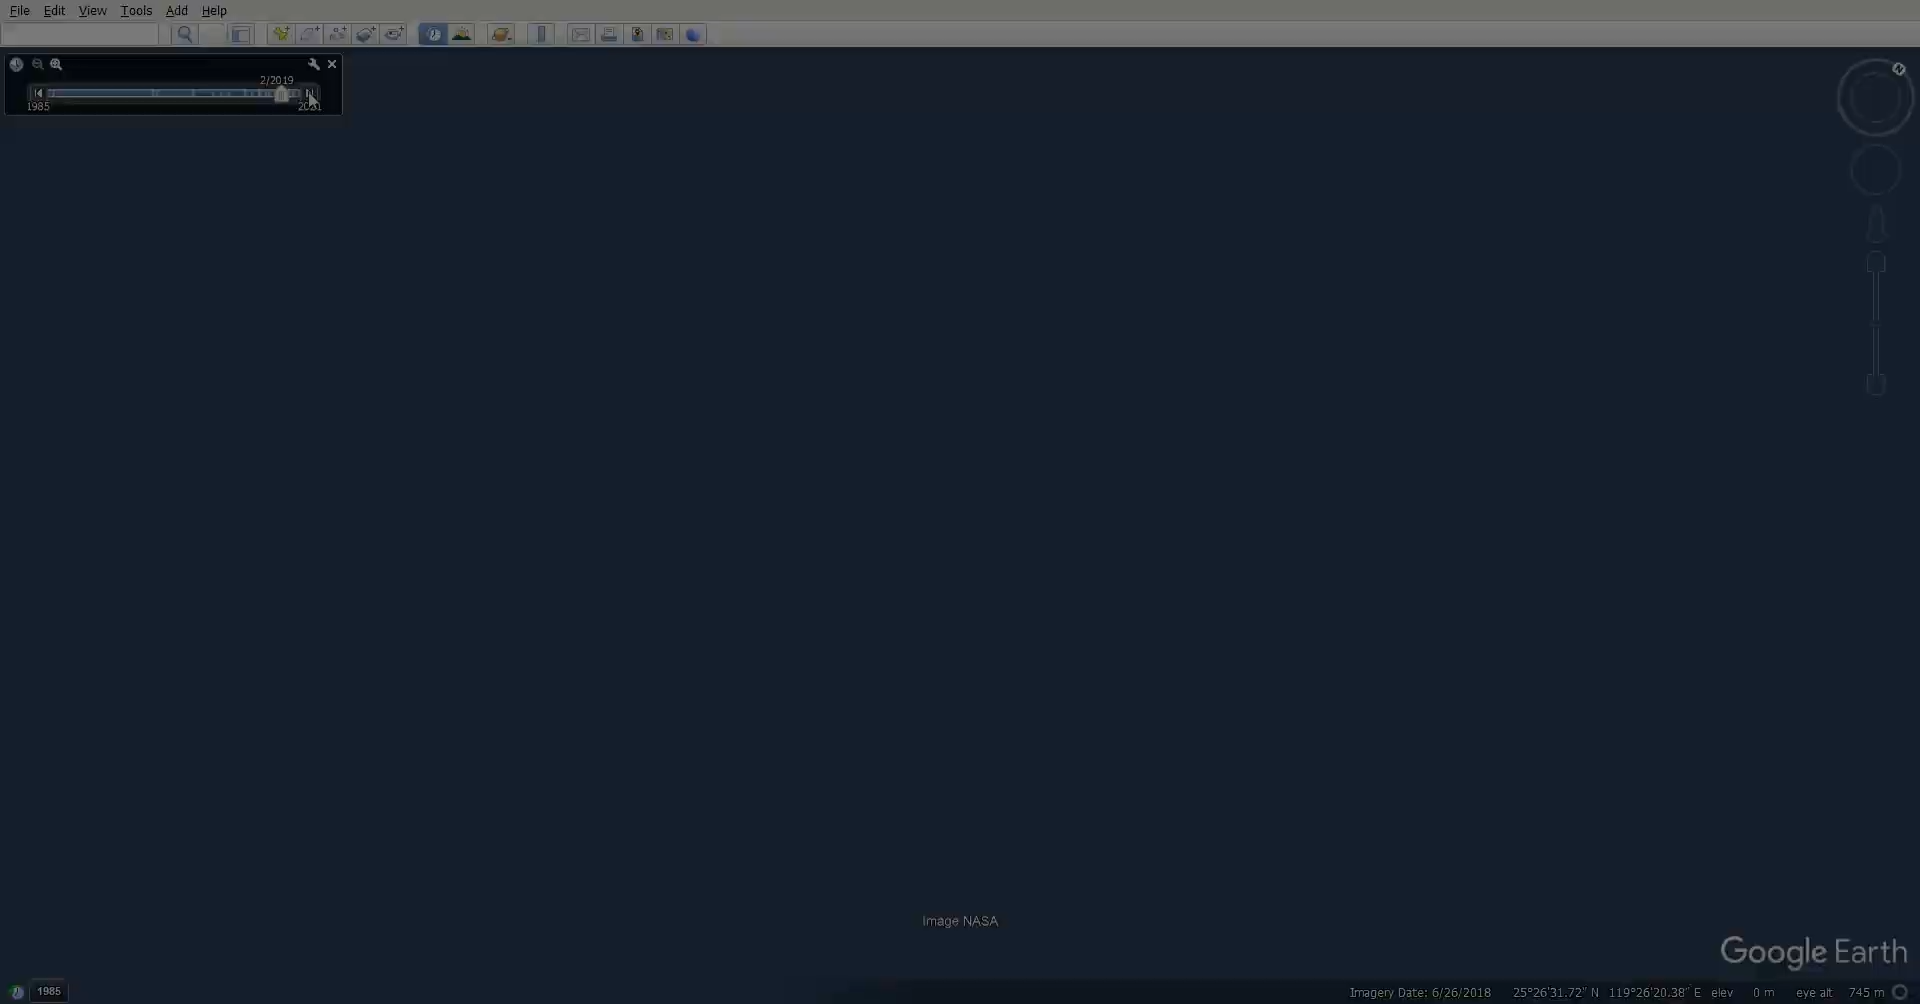 File Edit View Tools Add Help
2/2019
1985
Image NASA
Google Earth
1985 Imagery Date: 6/26/2018 25°26'31.72" N 119°26'20.38" E elev 0 m eye alt 745 m